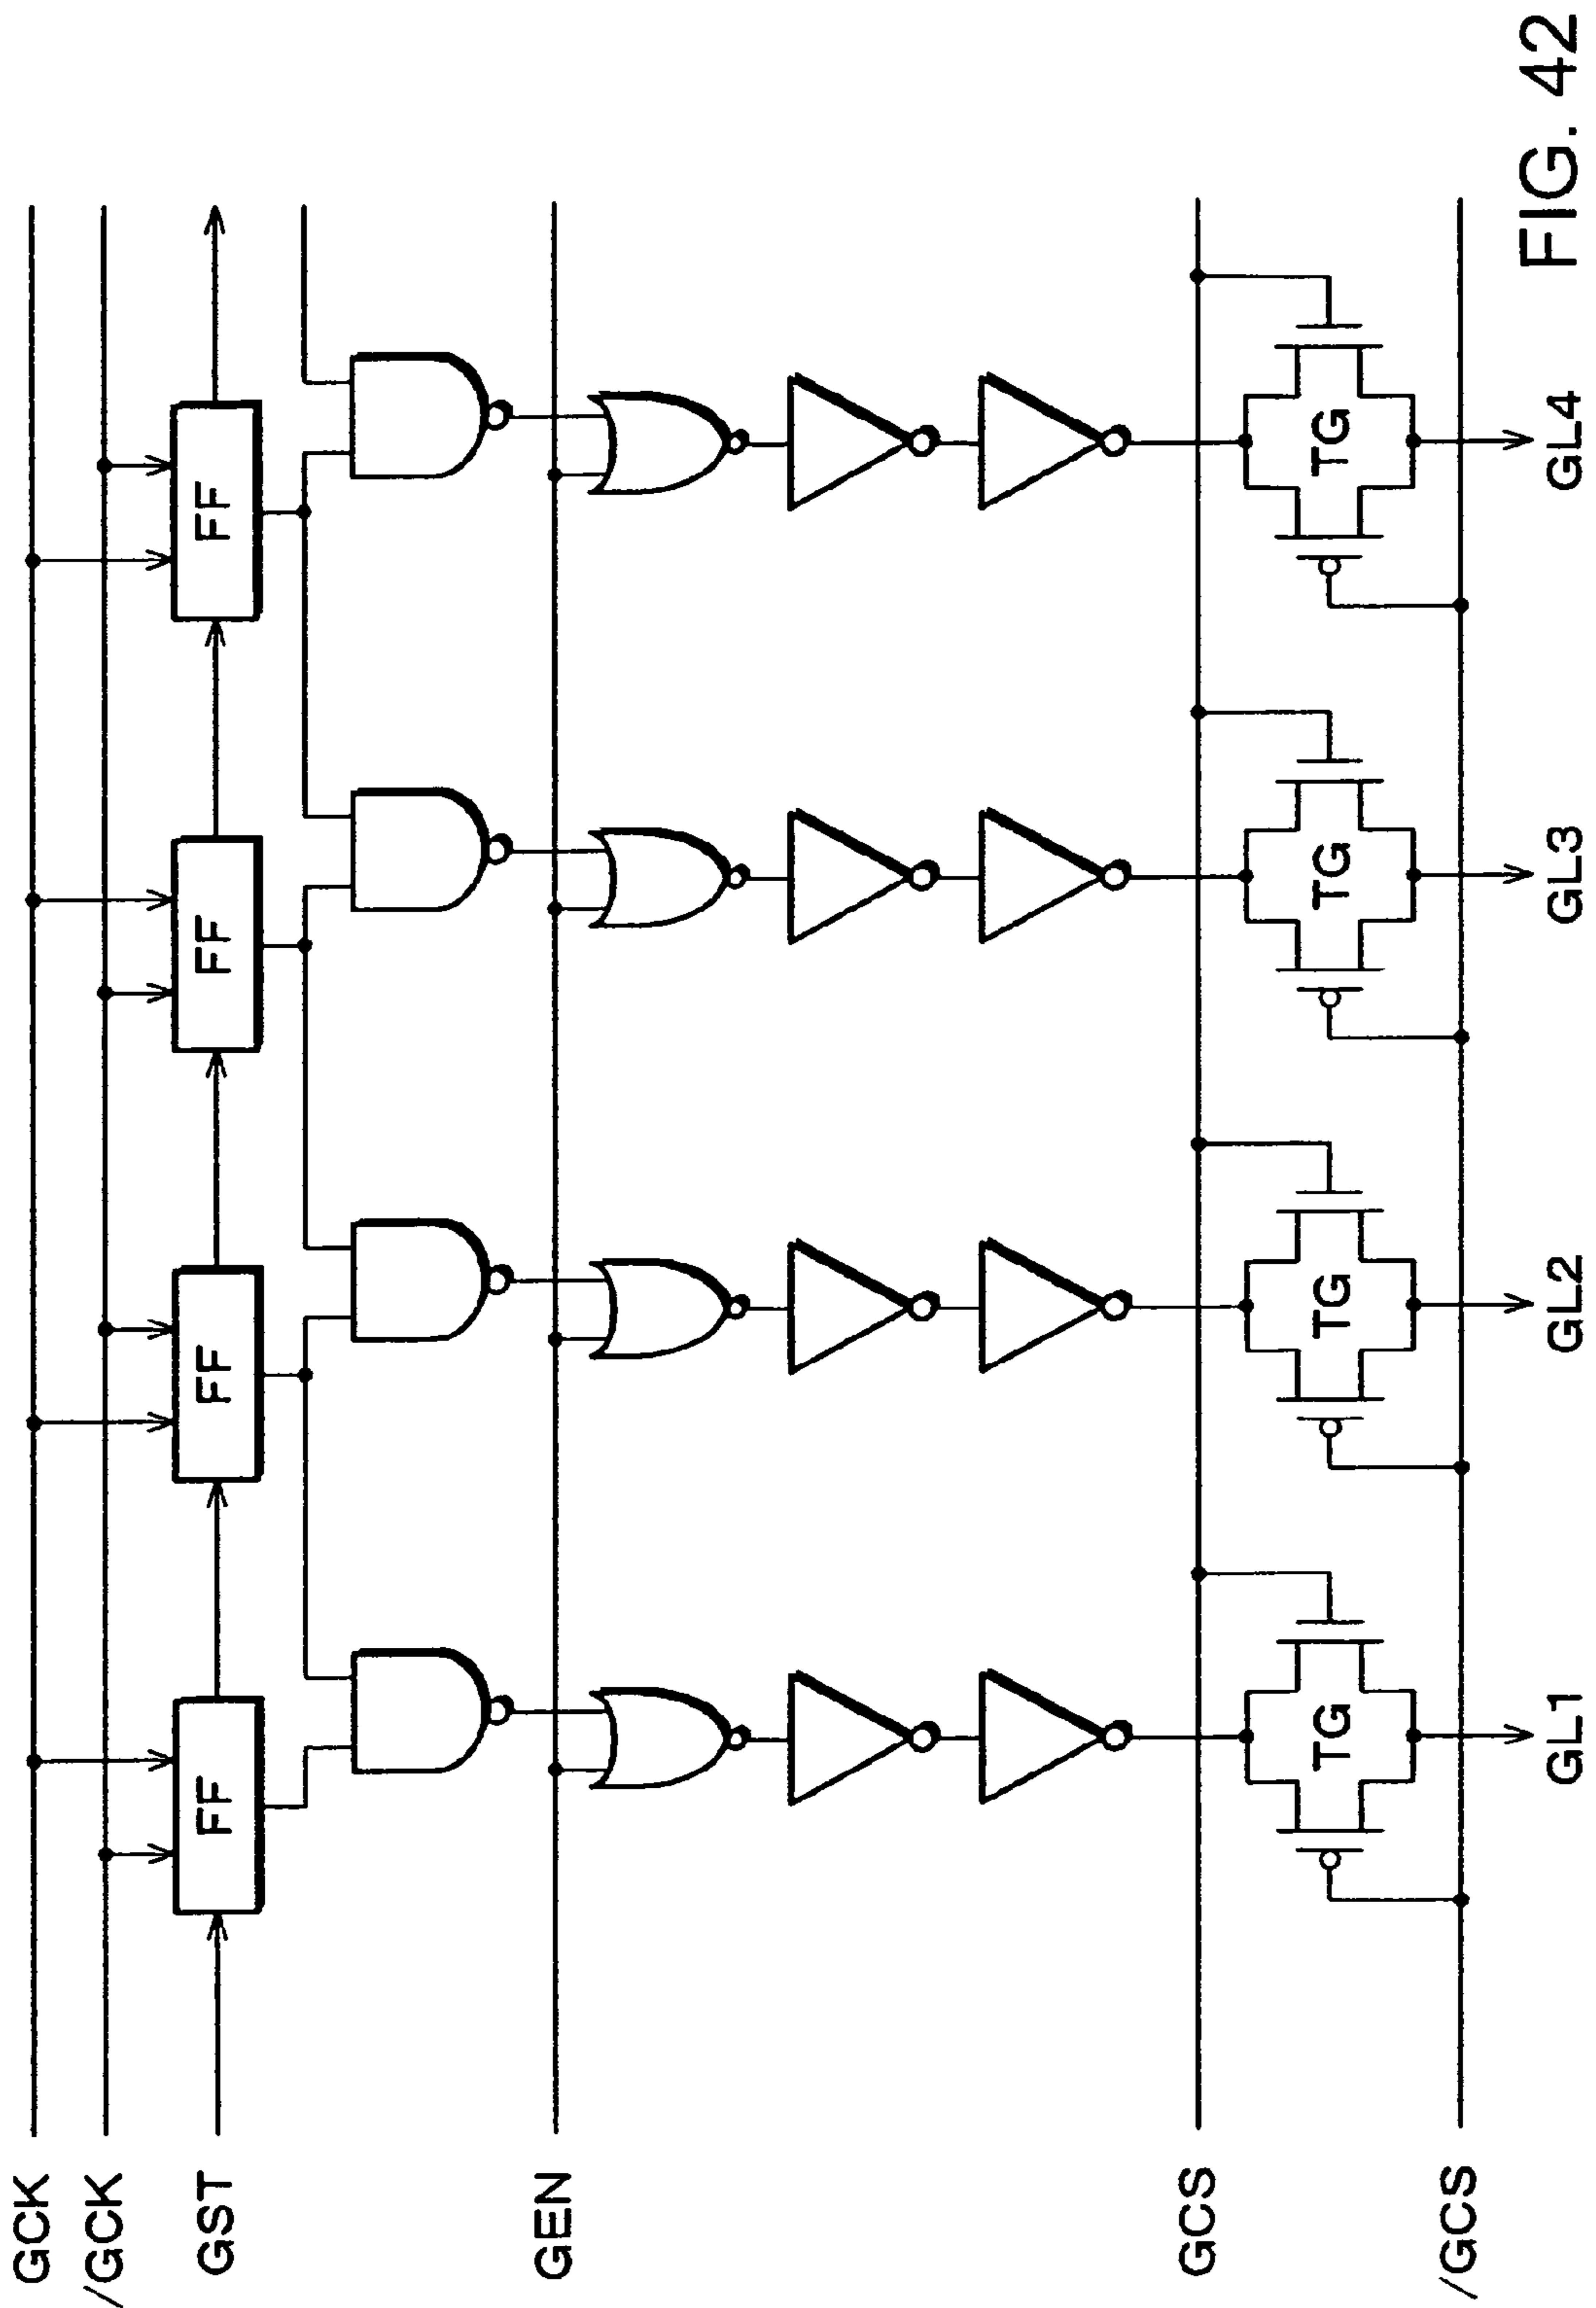 GCK
/GCK
GST
FF
FF
FF
FF
GEN
GCS
TG
TG
TG
TG
/GCS
GL1
GL2
GL3
GL4
FIG. 42